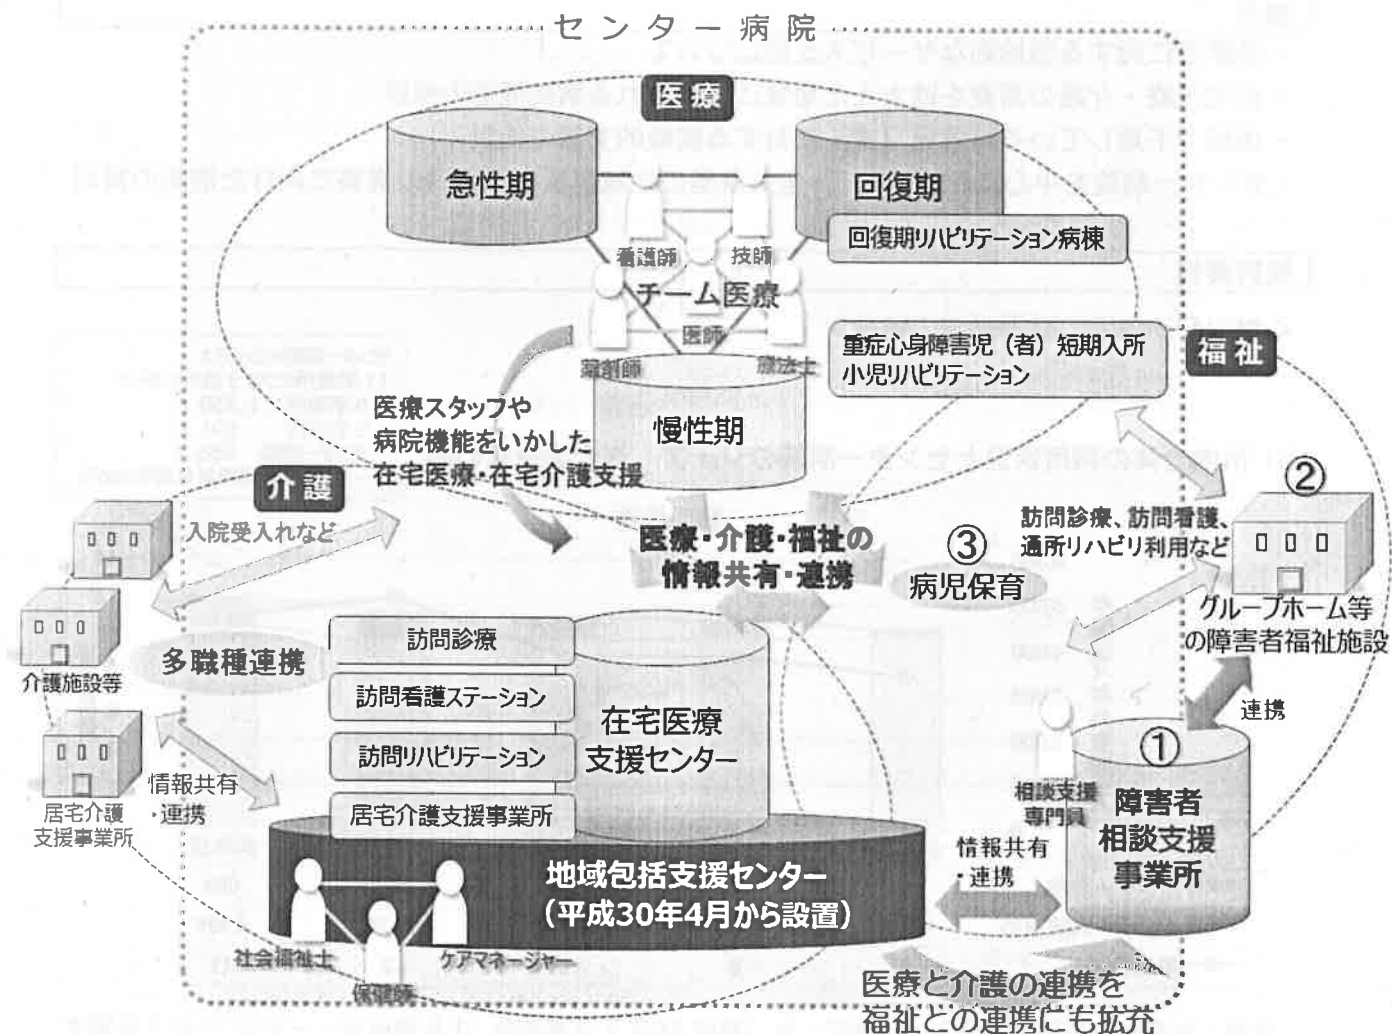 センター病院
医療
急性期
回復期
回復期リハビリテーション病棟
看護師
技師
チーム医療
医師
薬剤師
療法士
重症心身障害児（者）短期入所
小児リハビリテーション
福祉
慢性期
医療スタッフや
病院機能をいかした
在宅医療・在宅介護支援
介護
入院受入れなど
医療・介護・福祉の
情報共有・連携
③
病児保育
訪問診療、訪問看護、
通所リハビリ利用など
②
グループホーム等
の障害者福祉施設
介護施設等
多職種連携
訪問診療
訪問看護ステーション
訪問リハビリテーション
居宅介護支援事業所
在宅医療
支援センター
連携
①
障害者
相談支援
事業所
相談支援
専門員
情報共有
・連携
居宅介護
支援事業所
情報共有
・連携
地域包括支援センター
（平成30年4月から設置）
社会福祉士
保健師
ケアマネージャー
医療と介護の連携を
福祉との連携にも拡充